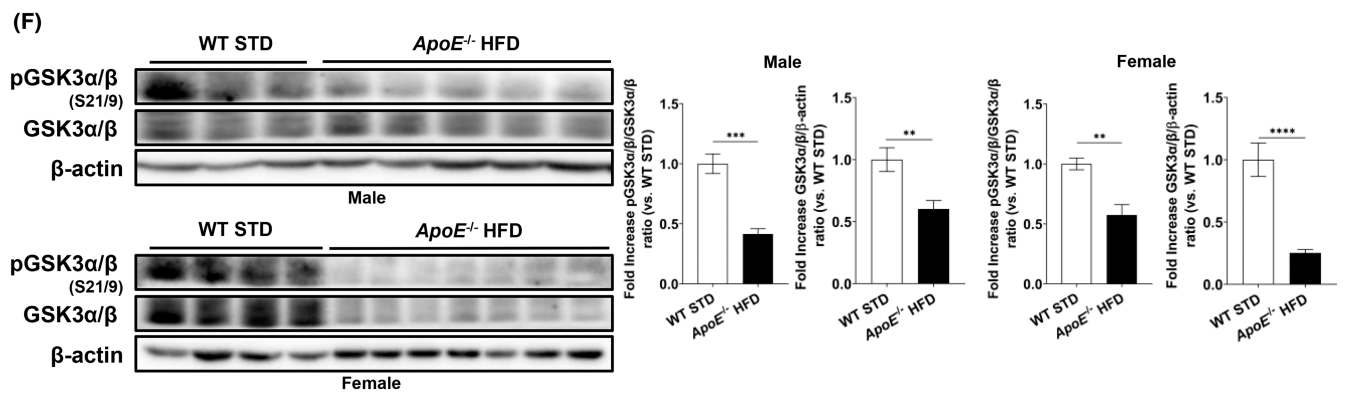 (F)
WT STD
ApoE-/- HFD
pGSK3α/β
(S21/9)
GSK3α/β
β-actin
Male
WT STD
ApoE-/- HFD
pGSK3α/β
(S21/9)
GSK3α/β
β-actin
Female
Male
Fold Increase pGSK3α/β/GSK3α/β
ratio (vs. WT STD)
1.5
1.0
0.5
0.0
***
WT STD
ApoE-/- HFD
Fold Increase GSK3α/β/β-actin
ratio (vs. WT STD)
1.5
1.0
0.5
0.0
**
WT STD
ApoE-/- HFD
Female
Fold Increase pGSK3α/β/GSK3α/β
ratio (vs. WT STD)
1.5
1.0
0.5
0.0
**
WT STD
ApoE-/- HFD
Fold Increase GSK3α/β/β-actin
ratio (vs. WT STD)
1.5
1.0
0.5
0.0
****
WT STD
ApoE-/- HFD